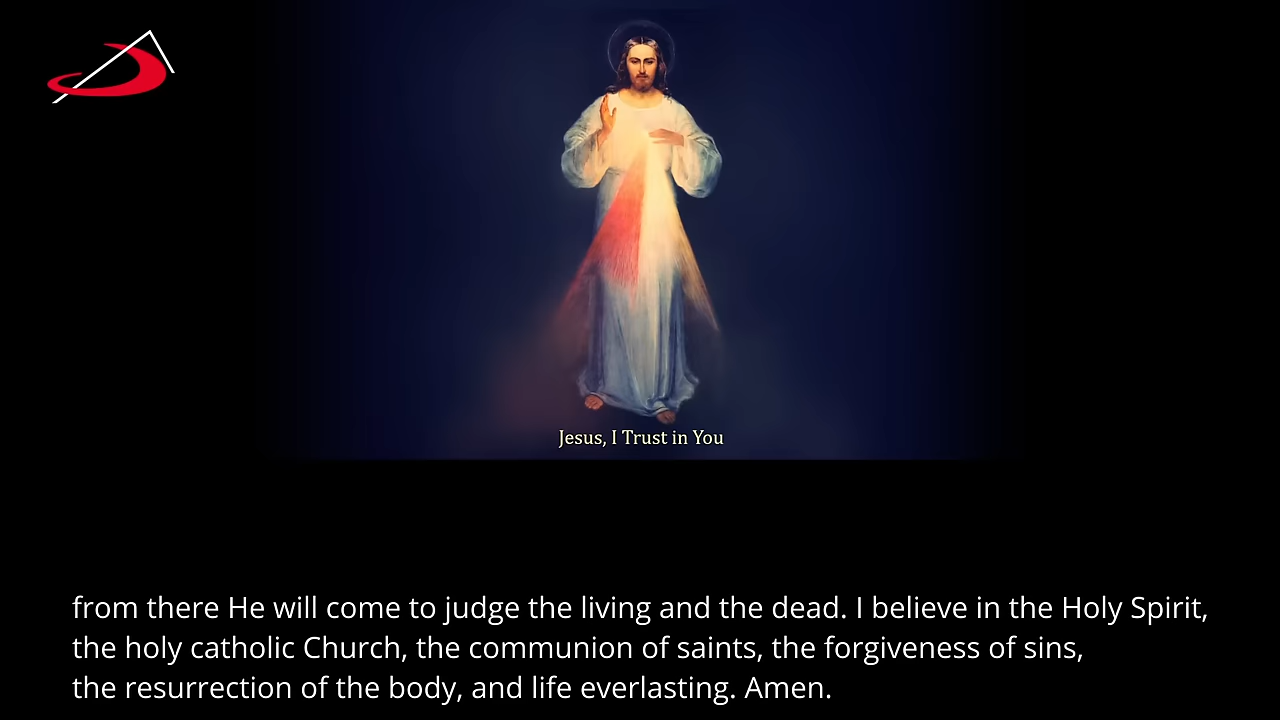 Jesus, I Trust in You
from there He will come to judge the living and the dead. I believe in the Holy Spirit,
the holy catholic Church, the communion of saints, the forgiveness of sins,
the resurrection of the body, and life everlasting. Amen.